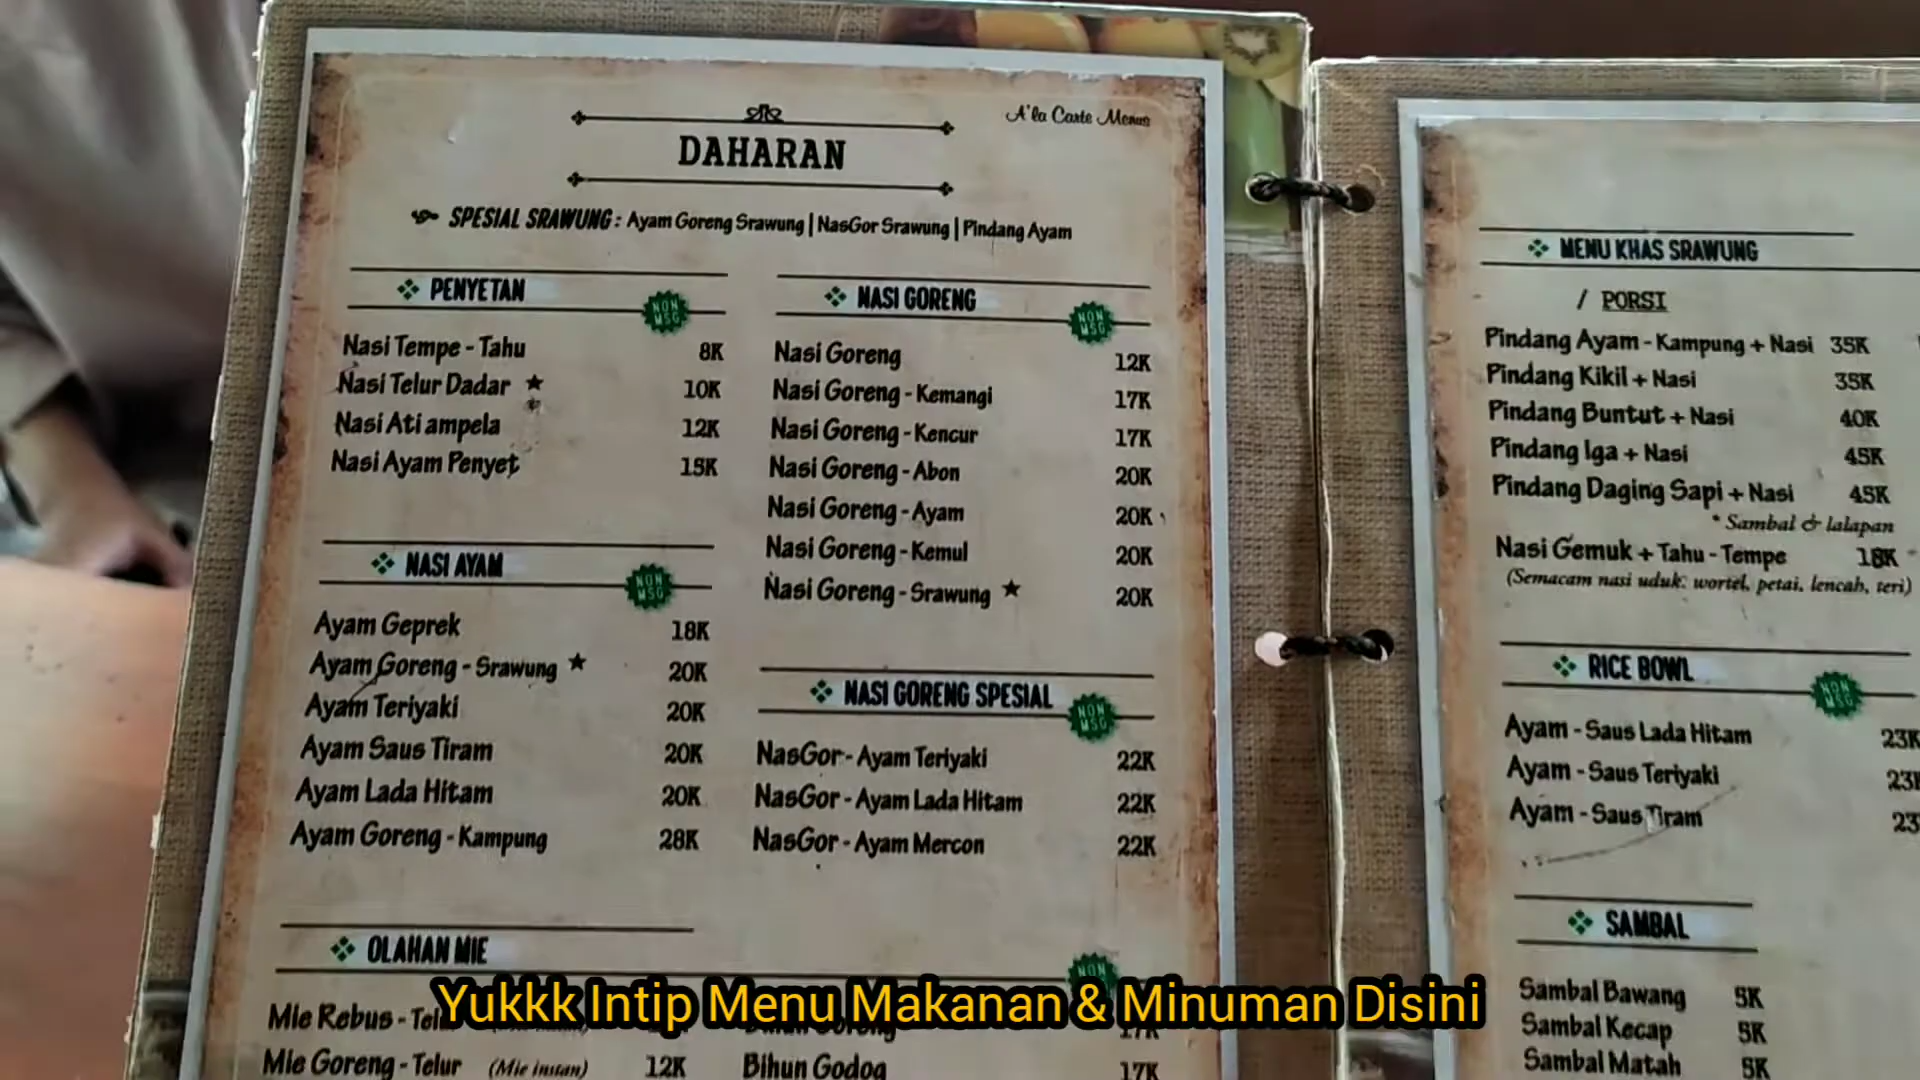 A'la Carte Menus
DAHARAN
SPESIAL SRAWUNG: Ayam Goreng Srawung | NasGor Srawung | Pindang Ayam
PENYETAN
NON MSG
Nasi Tempe - Tahu 8K
Nasi Telur Dadar ★ 10K
Nasi Ati ampela 12K
Nasi Ayam Penyet 15K
NASI AYAM
NON MSG
Ayam Geprek 18K
Ayam Goreng - Srawung ★ 20K
Ayam Teriyaki 20K
Ayam Saus Tiram 20K
Ayam Lada Hitam 20K
Ayam Goreng - Kampung 28K
NASI GORENG
NON MSG
Nasi Goreng 12K
Nasi Goreng - Kemangi 17K
Nasi Goreng - Kencur 17K
Nasi Goreng - Abon 20K
Nasi Goreng - Ayam 20K
Nasi Goreng - Kemul 20K
Nasi Goreng - Srawung ★ 20K
NASI GORENG SPESIAL
NON MSG
NasGor - Ayam Teriyaki 22K
NasGor - Ayam Lada Hitam 22K
NasGor - Ayam Mercon 22K
OLAHAN MIE
NON
Mie Rebus -
Mie Goreng - Telur (Mie instan) 12K
17K
Bihun Godog 17K
MENU KHAS SRAWUNG
/ PORSI
Pindang Ayam - Kampung + Nasi 35K
Pindang Kikil + Nasi 35K
Pindang Buntut + Nasi 40K
Pindang Iga + Nasi 45K
Pindang Daging Sapi + Nasi 45K
* Sambal & lalapan
Nasi Gemuk + Tahu - Tempe 18K
(Semacam nasi uduk: wortel, petai, lencah, teri)
RICE BOWL
NON MSG
Ayam - Saus Lada Hitam 23K
Ayam - Saus Teriyaki 23K
Ayam - Saus Tiram 23
SAMBAL
Sambal Bawang 5K
Sambal Kecap 5K
Sambal Matah 5K
Yukkk Intip Menu Makanan & Minuman Disini